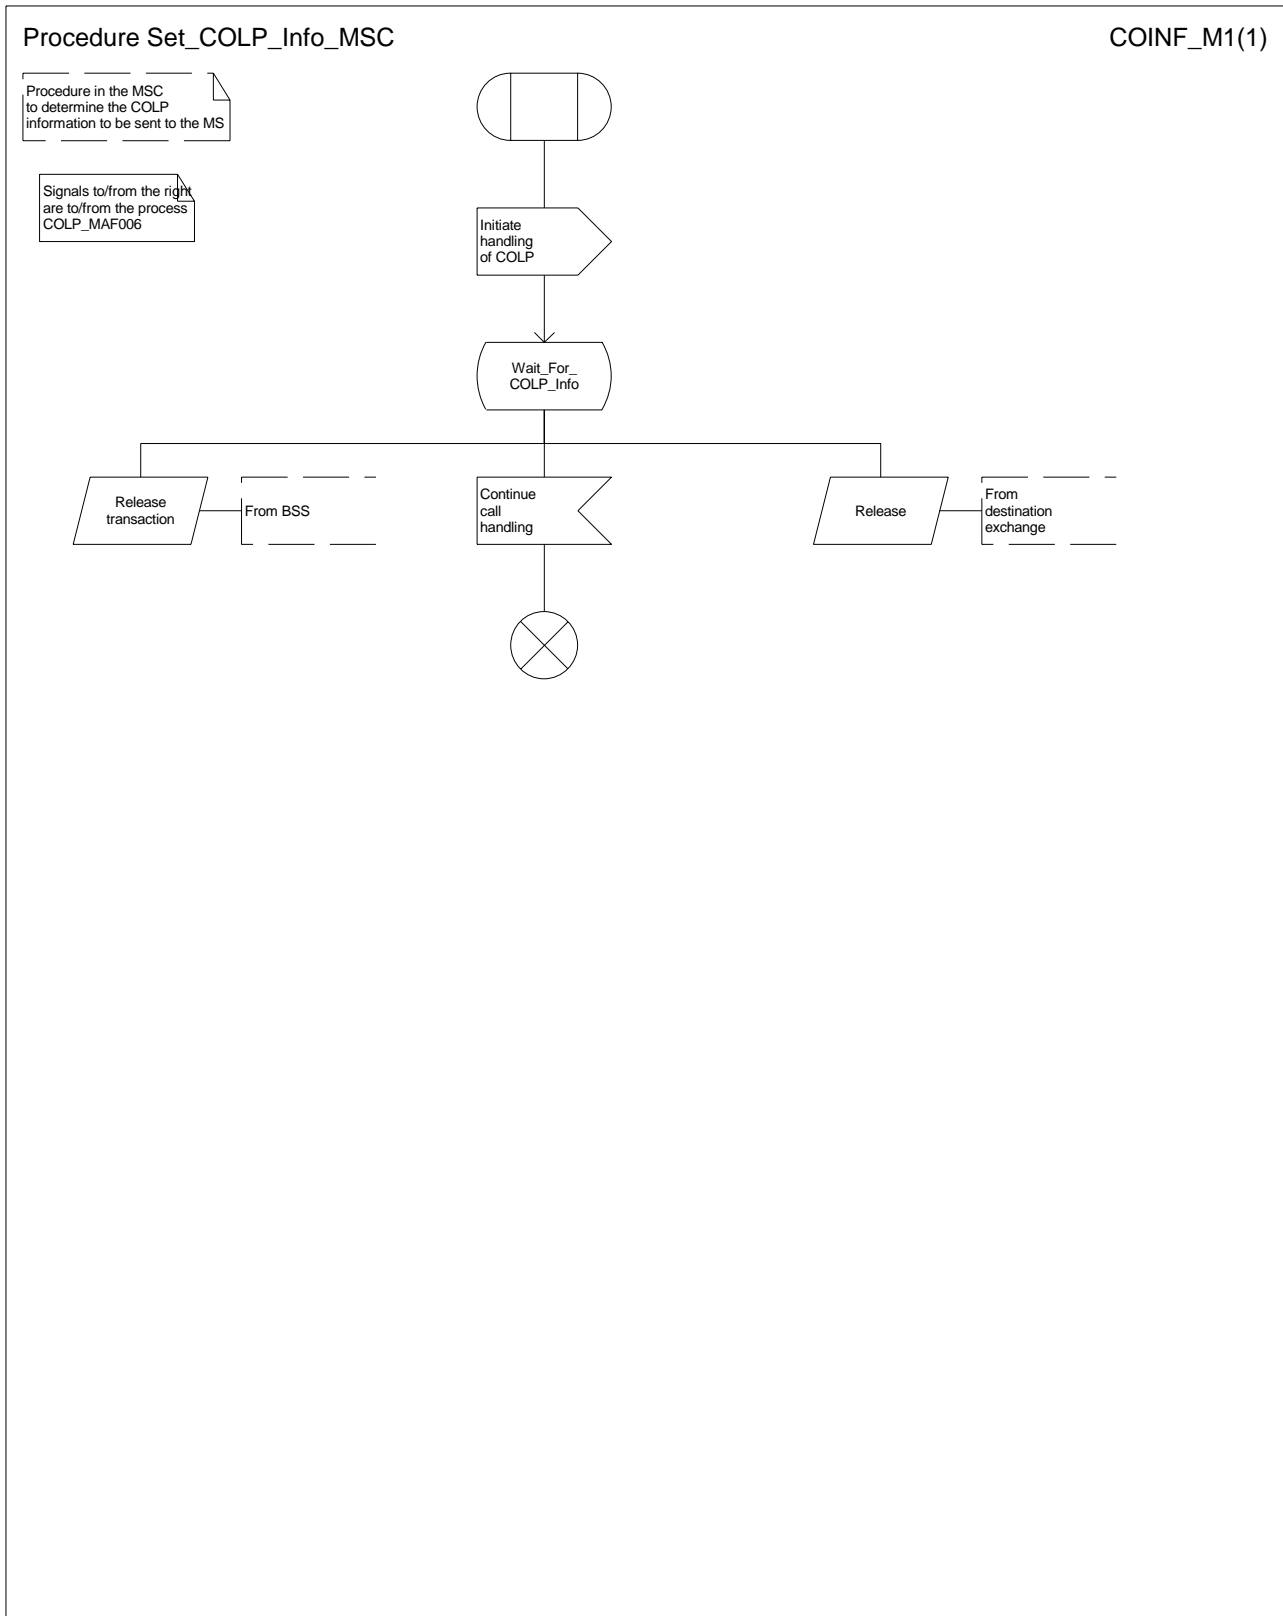 Procedure Set_COLP_Info_MSC
COINF_M1(1)
Procedure in the MSC
to determine the COLP
information to be sent to the MS
Signals to/from the right
are to/from the process
COLP_MAF006
Initiate
handling
of COLP
Wait_For_
COLP_Info
Release
transaction
From BSS
Continue
call
handling
Release
From
destination
exchange